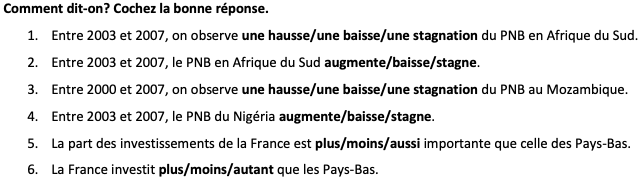 Comment dit-on? Cochez la bonne réponse.
1. Entre 2003 et 2007, on observe une hausse/une baisse/une stagnation du PNB en Afrique du Sud.
2. Entre 2003 et 2007, le PNB en Afrique du Sud augmente/baisse/stagne.
3. Entre 2000 et 2007, on observe une hausse/une baisse/une stagnation du PNB au Mozambique.
4. Entre 2003 et 2007, le PNB du Nigéria augmente/baisse/stagne.
5. La part des investissements de la France est plus/moins/aussi importante que celle des Pays-Bas.
6. La France investit plus/moins/autant que les Pays-Bas.